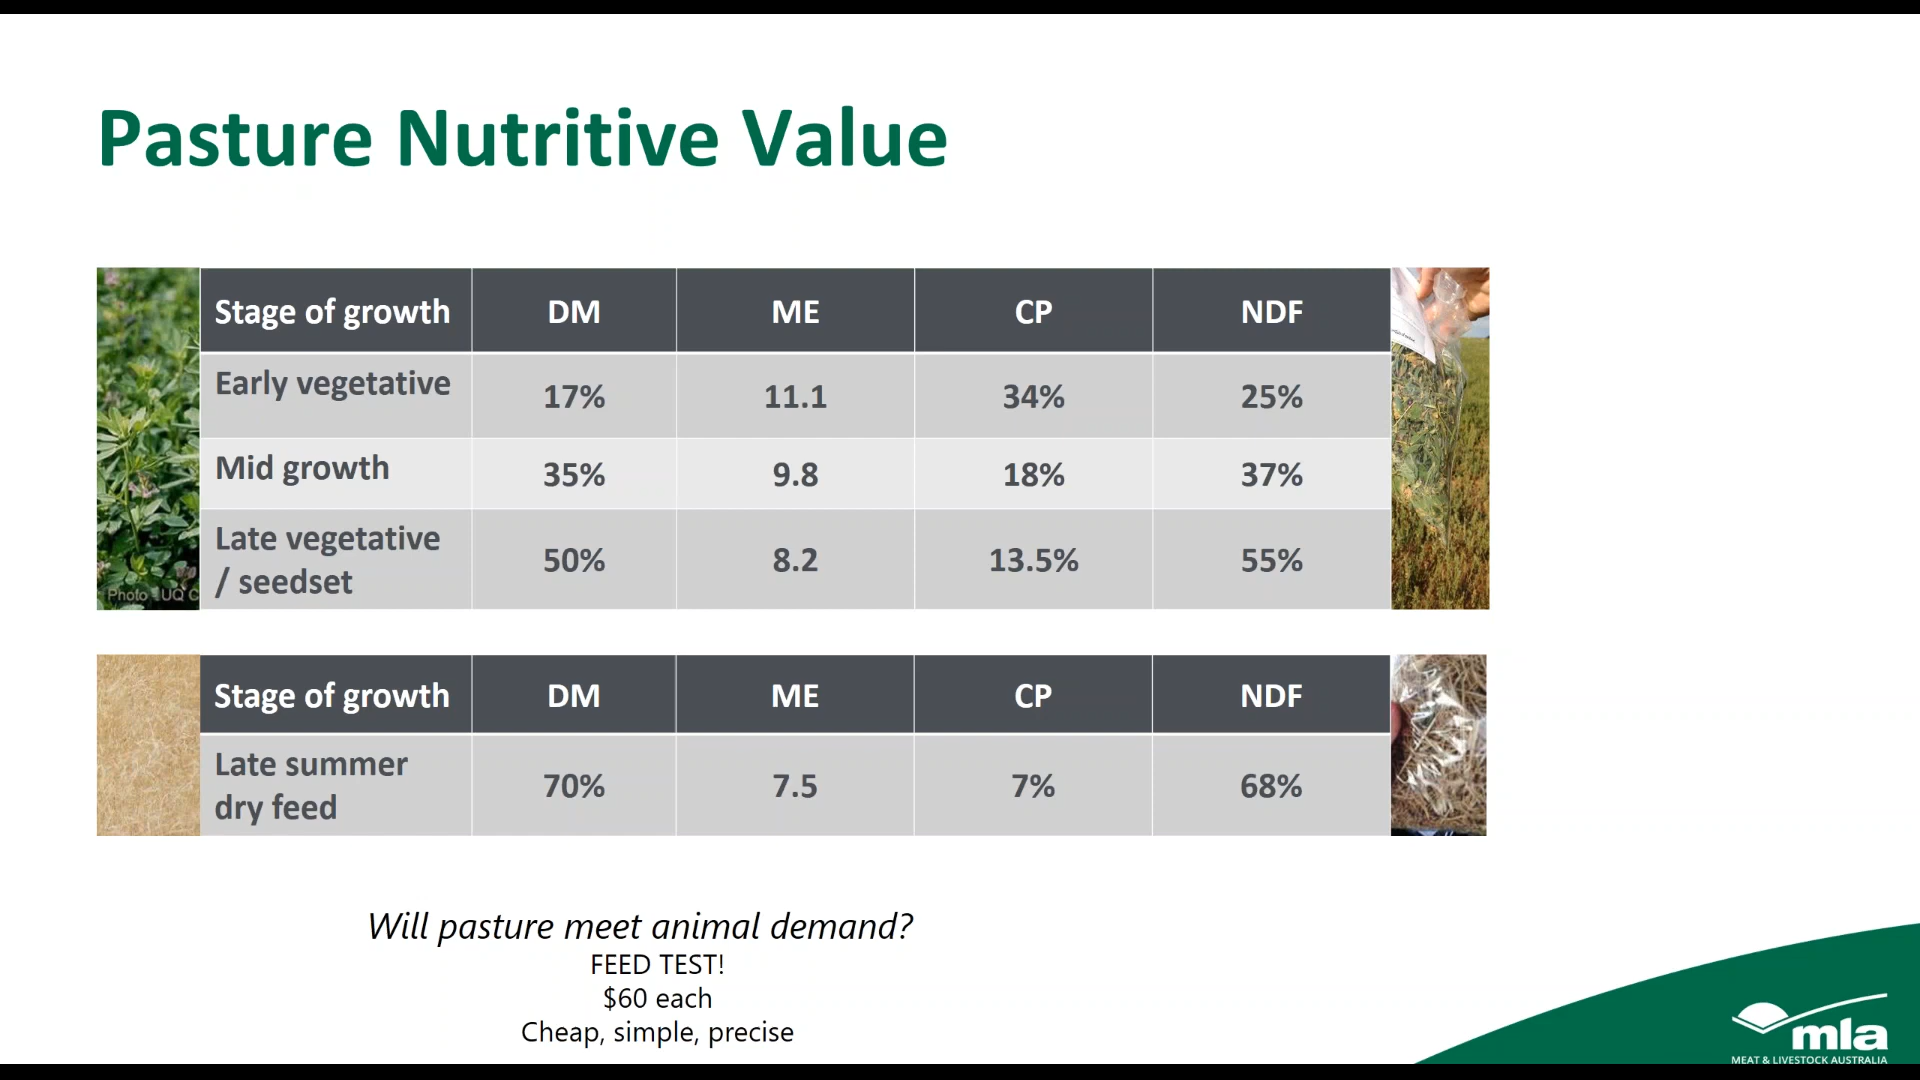 Pasture Nutritive Value
Stage of growth DM ME CP NDF
Early vegetative 17% 11.1 34% 25%
Mid growth 35% 9.8 18% 37%
Late vegetative
/ seedset 50% 8.2 13.5% 55%
Photo UQ C
Stage of growth DM ME CP NDF
Late summer
dry feed 70% 7.5 7% 68%
Will pasture meet animal demand?
FEED TEST!
$60 each
Cheap, simple, precise
mla
MEAT & LIVESTOCK AUSTRALIA